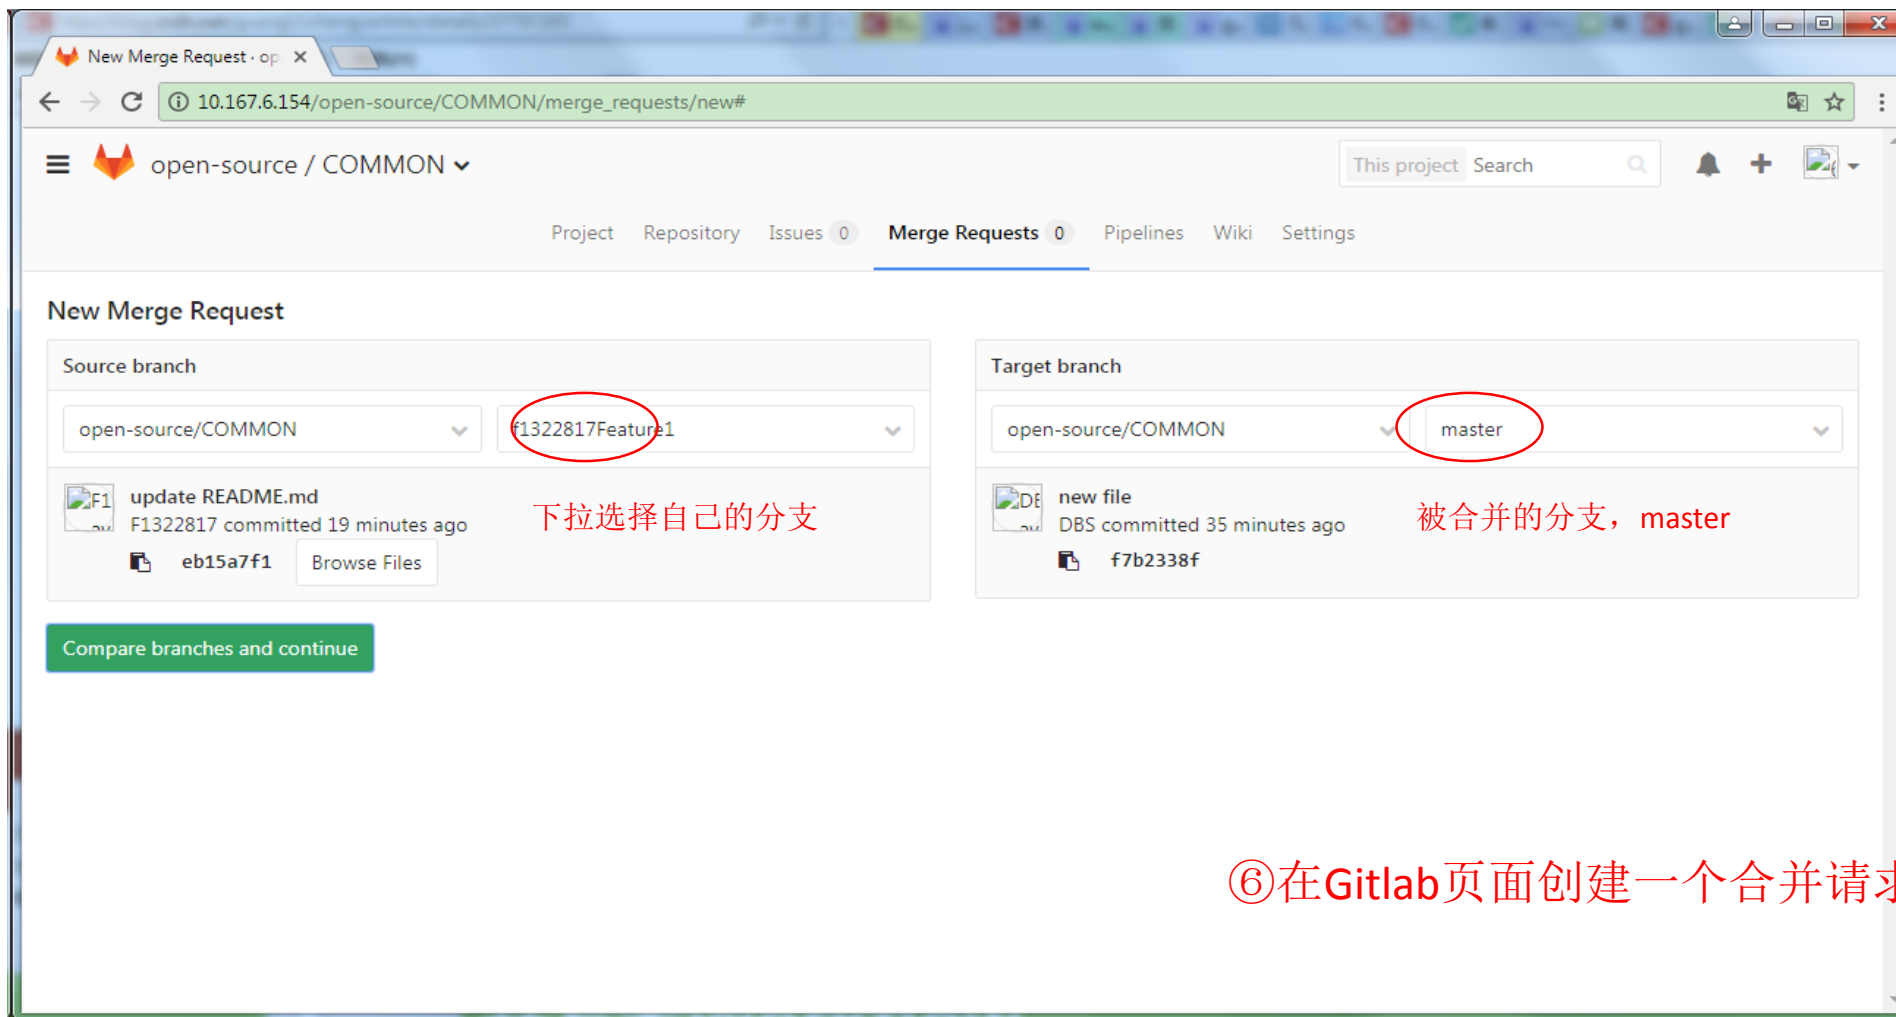 New Merge Request · op
10.167.6.154/open-source/COMMON/merge_requests/new#
open-source / COMMON
This project Search
Project Repository Issues 0 Merge Requests 0 Pipelines Wiki Settings
New Merge Request
Source branch
Target branch
open-source/COMMON
f1322817Feature1
open-source/COMMON
master
F1
update README.md
F1322817 committed 19 minutes ago
eb15a7f1 Browse Files
下拉选择自己的分支
new file
DBS committed 35 minutes ago
f7b2338f
被合并的分支，master
Compare branches and continue
⑥在Gitlab页面创建一个合并请求